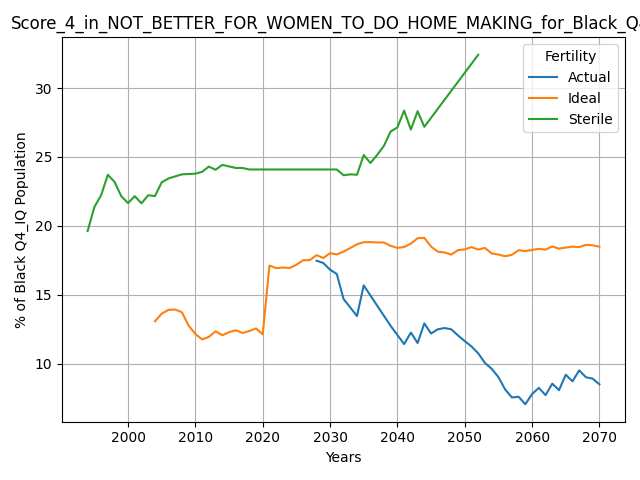 Score_4_in_NOT_BETTER_FOR_WOMEN_TO_DO_HOME_MAKING_for_Black_Q4
Fertility
Actual
Ideal
Sterile
% of Black Q4_IQ Population
30
25
20
15
10
2000 2010 2020 2030 2040 2050 2060 2070
Years